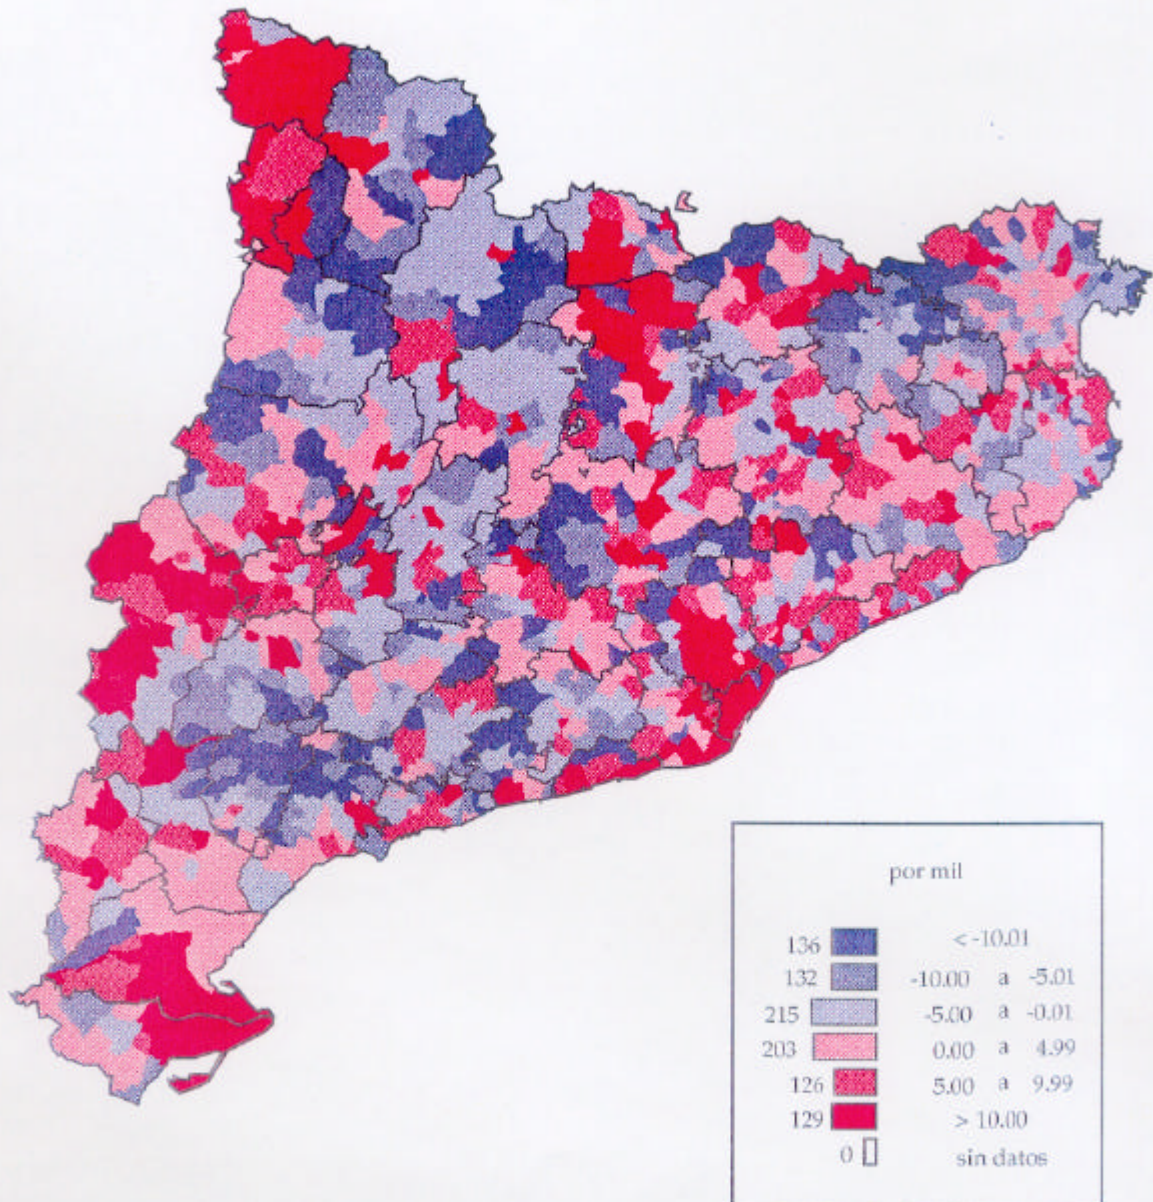 por mil
136 < -10.01
132 -10.00 a -5.01
215 -5.00 a -0.01
203 0.00 a 4.99
126 5.00 a 9.99
129 > 10.00
0 sin datos